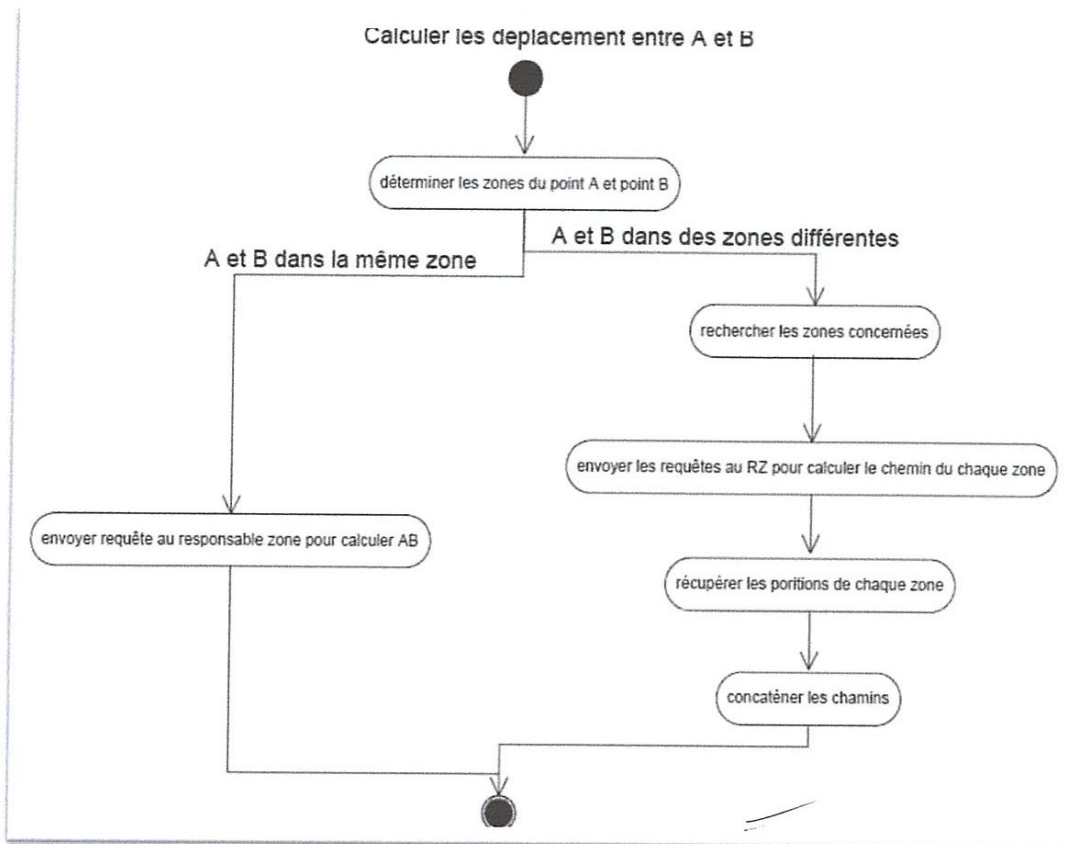 Calculer les deplacement entre A et B
déterminer les zones du point A et point B
A et B dans des zones différentes
A et B dans la même zone
rechercher les zones concernées
envoyer les requêtes au RZ pour calculer le chemin du chaque zone
envoyer requête au responsable zone pour calculer AB
récupérer les poritions de chaque zone
concaténer les chamins